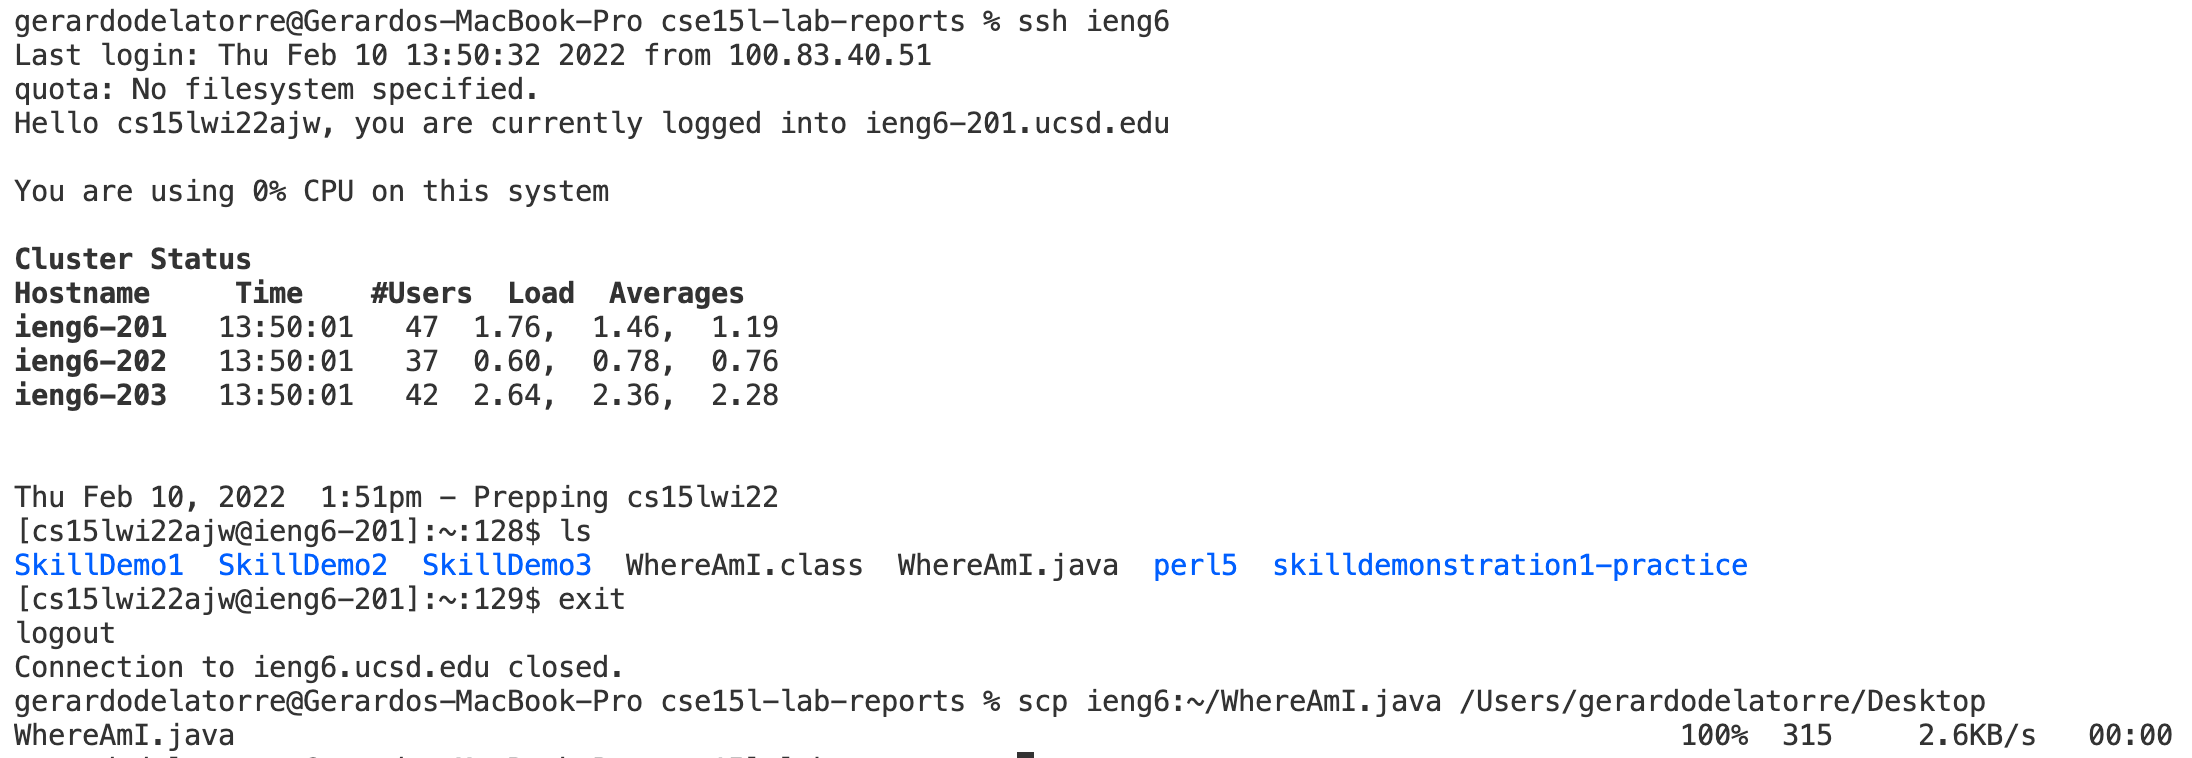 gerardodelatorre@Gerardos-MacBook-Pro cse15l-lab-reports % ssh ieng6
Last login: Thu Feb 10 13:50:32 2022 from 100.83.40.51
quota: No filesystem specified.
Hello cs15lwi22ajw, you are currently logged into ieng6-201.ucsd.edu
You are using 0% CPU on this system
Cluster Status
Hostname     Time    #Users  Load  Averages
ieng6-201   13:50:01   47  1.76,  1.46,  1.19
ieng6-202   13:50:01   37  0.60,  0.78,  0.76
ieng6-203   13:50:01   42  2.64,  2.36,  2.28
Thu Feb 10, 2022  1:51pm - Prepping cs15lwi22
[cs15lwi22ajw@ieng6-201]:~:128$ ls
SkillDemo1  SkillDemo2  SkillDemo3  WhereAmI.class  WhereAmI.java  perl5  skilldemonstration1-practice
[cs15lwi22ajw@ieng6-201]:~:129$ exit
logout
Connection to ieng6.ucsd.edu closed.
gerardodelatorre@Gerardos-MacBook-Pro cse15l-lab-reports % scp ieng6:~/WhereAmI.java /Users/gerardodelatorre/Desktop
WhereAmI.java 100%  315     2.6KB/s   00:00